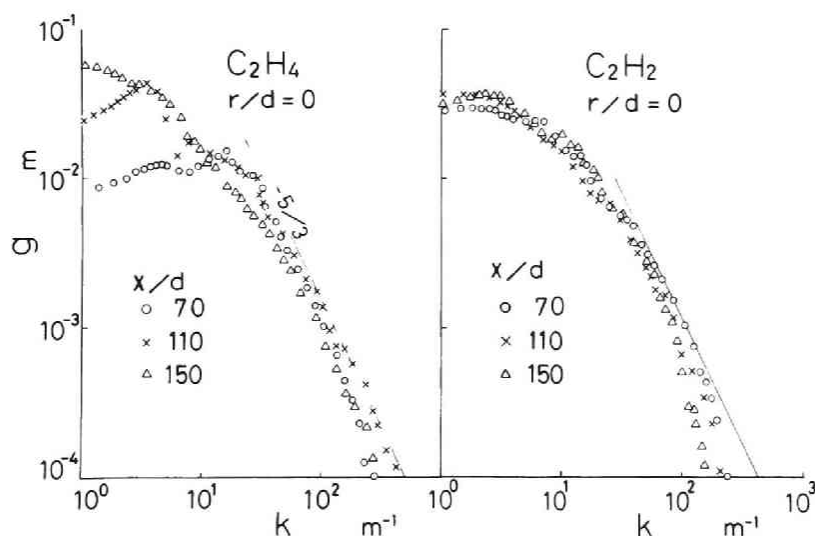 10⁻¹
g m
10⁻²
10⁻³
10⁻⁴
C₂H₄
r/d=0
-5/3
x/d
○ 70
× 110
△ 150
10⁰ 10¹ 10²
k m⁻¹
C₂H₂
r/d=0
x/d
○ 70
× 110
△ 150
10⁰ 10¹ 10² 10³
k m⁻¹